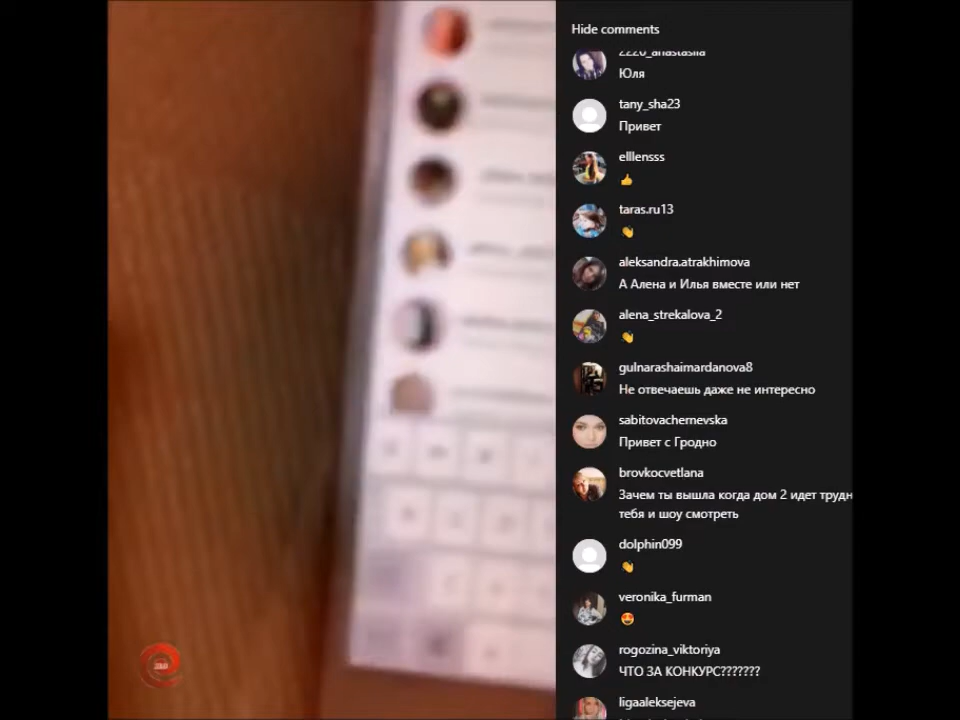 Hide comments
2220_anastasiia
Юля
tany_sha23
Привет
elllensss
taras.ru13
aleksandra.atrakhimova
А Алена и Илья вместе или нет
alena_strekalova_2
gulnarashaimardanova8
Не отвечаешь даже не интересно
sabitovachernevska
Привет с Гродно
brovkocvetlana
Зачем ты вышла когда дом 2 идет трудн
тебя и шоу смотреть
dolphin099
veronika_furman
rogozina_viktoriya
ЧТО ЗА КОНКУРС???????
ligaaleksejeva